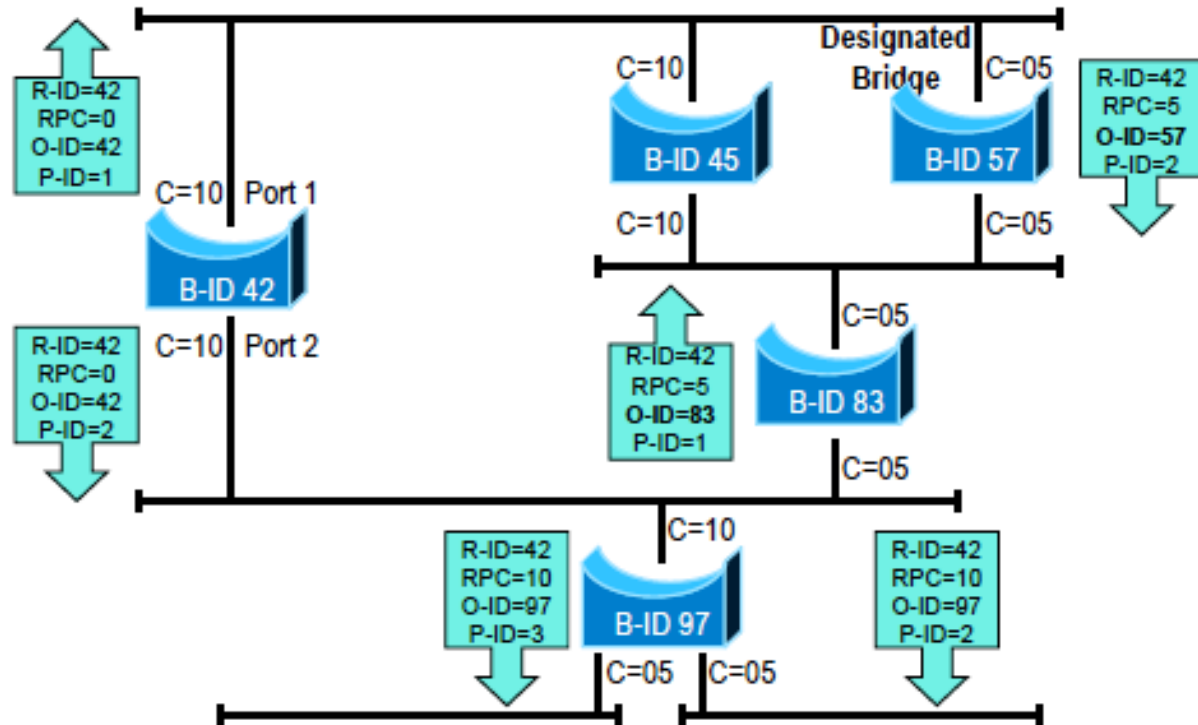 R-ID=42
RPC=0
O-ID=42
P-ID=1
C=10 Port 1
B-ID 42
C=10 Port 2
R-ID=42
RPC=0
O-ID=42
P-ID=2
C=10
B-ID 45
C=10
Designated
Bridge
C=05
B-ID 57
C=05
R-ID=42
RPC=5
O-ID=57
P-ID=2
R-ID=42
RPC=5
O-ID=83
P-ID=1
C=05
B-ID 83
C=05
R-ID=42
RPC=10
O-ID=97
P-ID=3
C=10
B-ID 97
C=05
C=05
R-ID=42
RPC=10
O-ID=97
P-ID=2